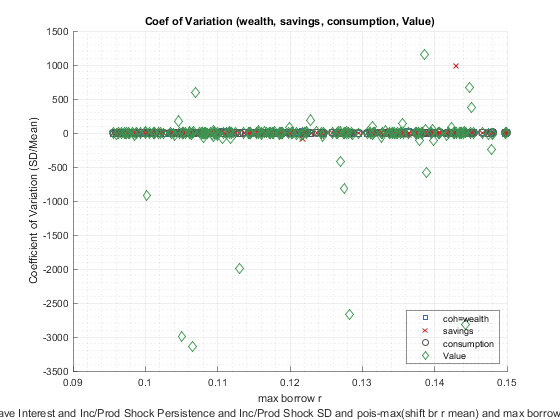 Coef of Variation (wealth, savings, consumption, Value)
1500
1000
500
0
-500
-1000
-1500
-2000
-2500
-3000
-3500
Coefficient of Variation (SD/Mean)
coh=wealth
savings
consumption
Value
0.09
0.1
0.11
0.12
0.13
0.14
0.15
max borrow r
ave Interest and Inc/Prod Shock Persistence and Inc/Prod Shock SD and pois-max(shift br r mean) and max borrow